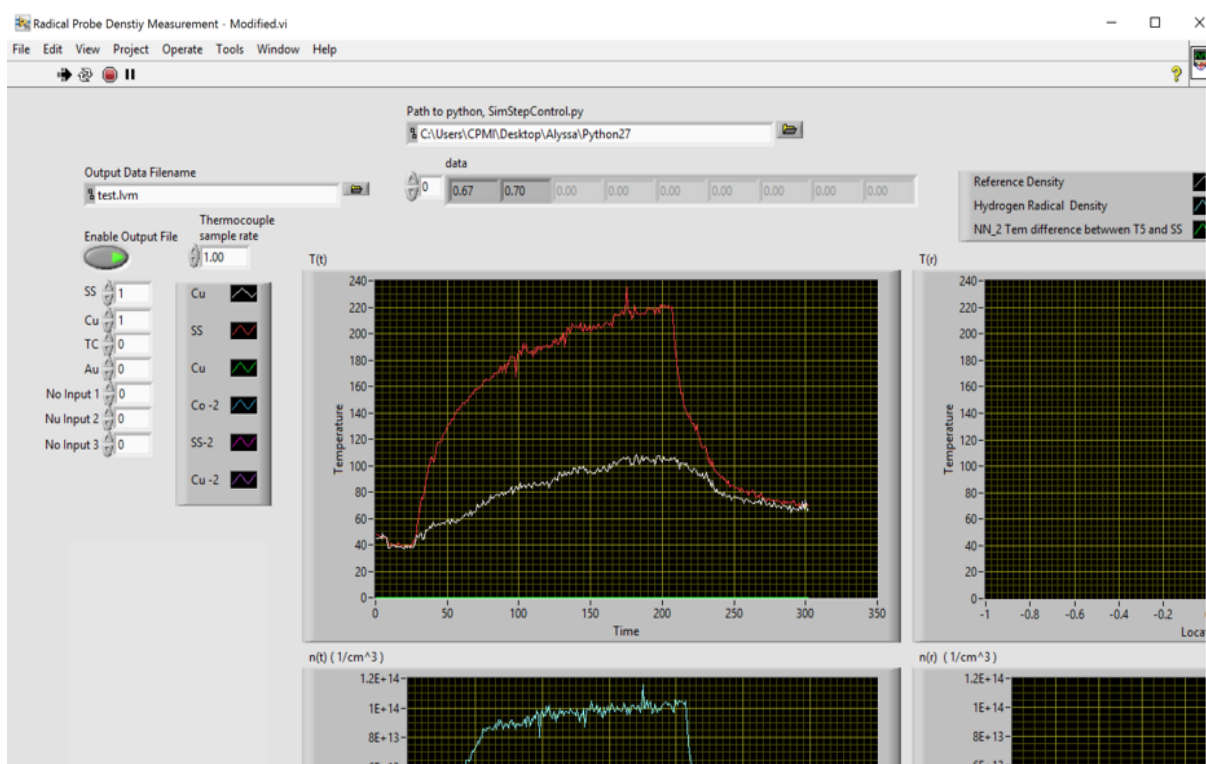 Radical Probe Denstiy Measurement - Modified.vi
File Edit View Project Operate Tools Window Help
Path to python, SimStepControl.py
C:\Users\CPMI\Desktop\Alyssa\Python27
Output Data Filename
test.lvm
data
0 0.67 0.70 0.00 0.00 0.00 0.00 0.00 0.00 0.00
Reference Density
Hydrogen Radical Density
NN_2 Tem difference betwwen T5 and SS
Enable Output File
Thermocouple
sample rate
1.00
SS 1
Cu 1
TC 0
Au 0
No Input 1 0
Nu Input 2 0
No Input 3 0
Cu
SS
Cu
Co -2
SS-2
Cu -2
T(t)
240
220
200
180
160
140
120
100
80
60
40
20
0
Temperature
0 50 100 150 200 250 300 350
Time
T(r)
240
220
200
180
160
140
120
100
80
60
40
20
0
Temperature
-1 -0.8 -0.6 -0.4 -0.2
n(t) ( 1/cm^3 )
1.2E+14
1E+14
8E+13
n(r) ( 1/cm^3 )
1.2E+14
1E+14
8E+13